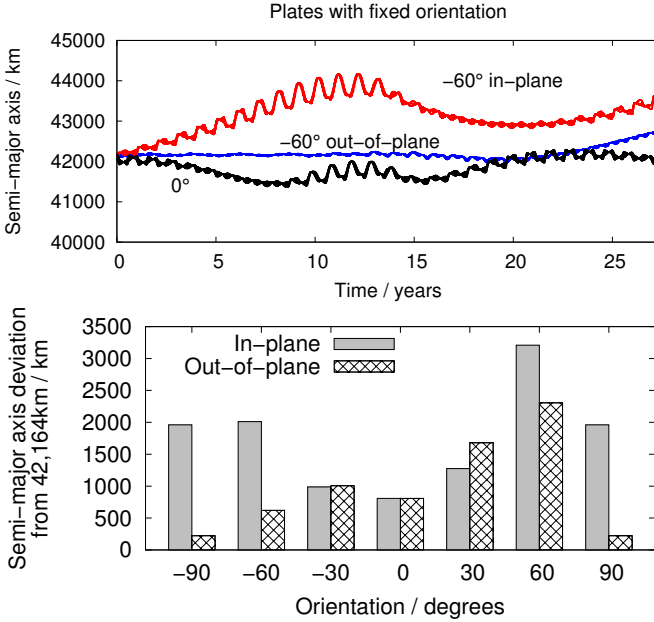 Plates with fixed orientation
Semi−major axis / km
45000
44000
43000
42000
41000
40000
−60° in−plane
−60° out−of−plane
0°
0 5 10 15 20 25
Time / years
Semi−major axis deviation
from 42,164km / km
3500
3000
2500
2000
1500
1000
500
0
In−plane
Out−of−plane
−90 −60 −30 0 30 60 90
Orientation / degrees